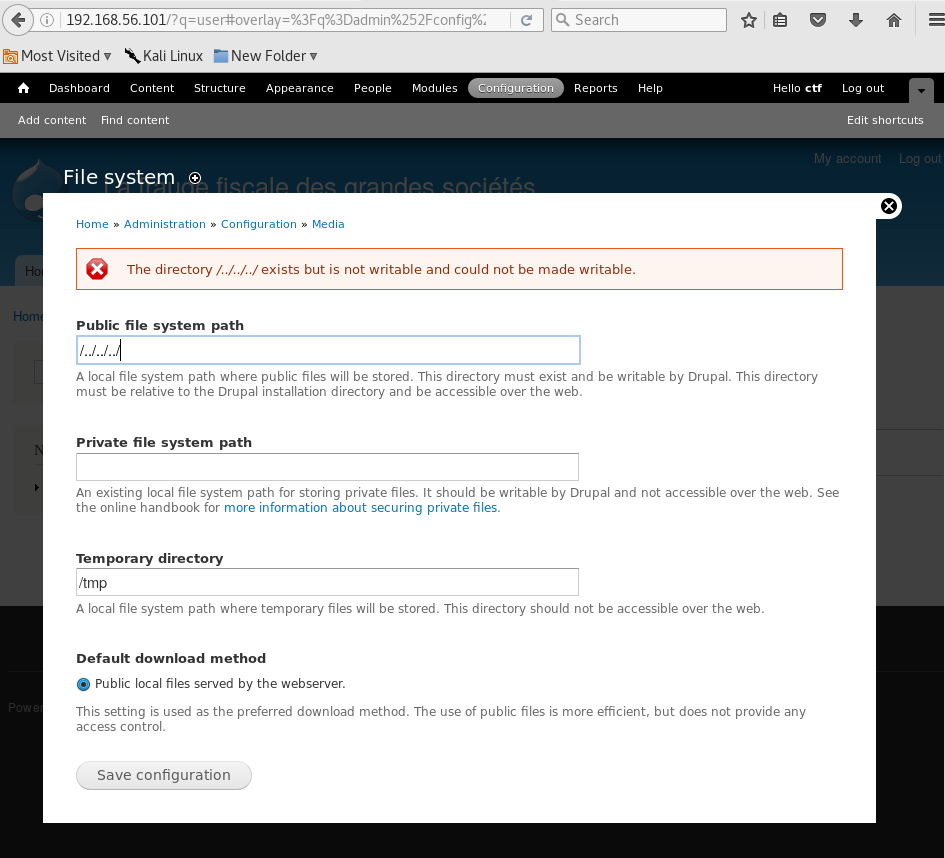 192.168.56.101/?q=user#overlay=%3Fq%3Dadmin%252Fconfig%2
Search
Most Visited
Kali Linux
New Folder
Dashboard Content Structure Appearance People Modules Configuration Reports Help Hello ctf Log out
Add content Find content Edit shortcuts
My account Log out
File system
La fraude fiscale des grandes sociétés
Home » Administration » Configuration » Media
The directory /../../../ exists but is not writable and could not be made writable.
Home
Public file system path
/../../../
A local file system path where public files will be stored. This directory must exist and be writable by Drupal. This directory
must be relative to the Drupal installation directory and be accessible over the web.
Private file system path
An existing local file system path for storing private files. It should be writable by Drupal and not accessible over the web. See
the online handbook for more information about securing private files.
Temporary directory
/tmp
A local file system path where temporary files will be stored. This directory should not be accessible over the web.
Default download method
Public local files served by the webserver.
This setting is used as the preferred download method. The use of public files is more efficient, but does not provide any
access control.
Save configuration